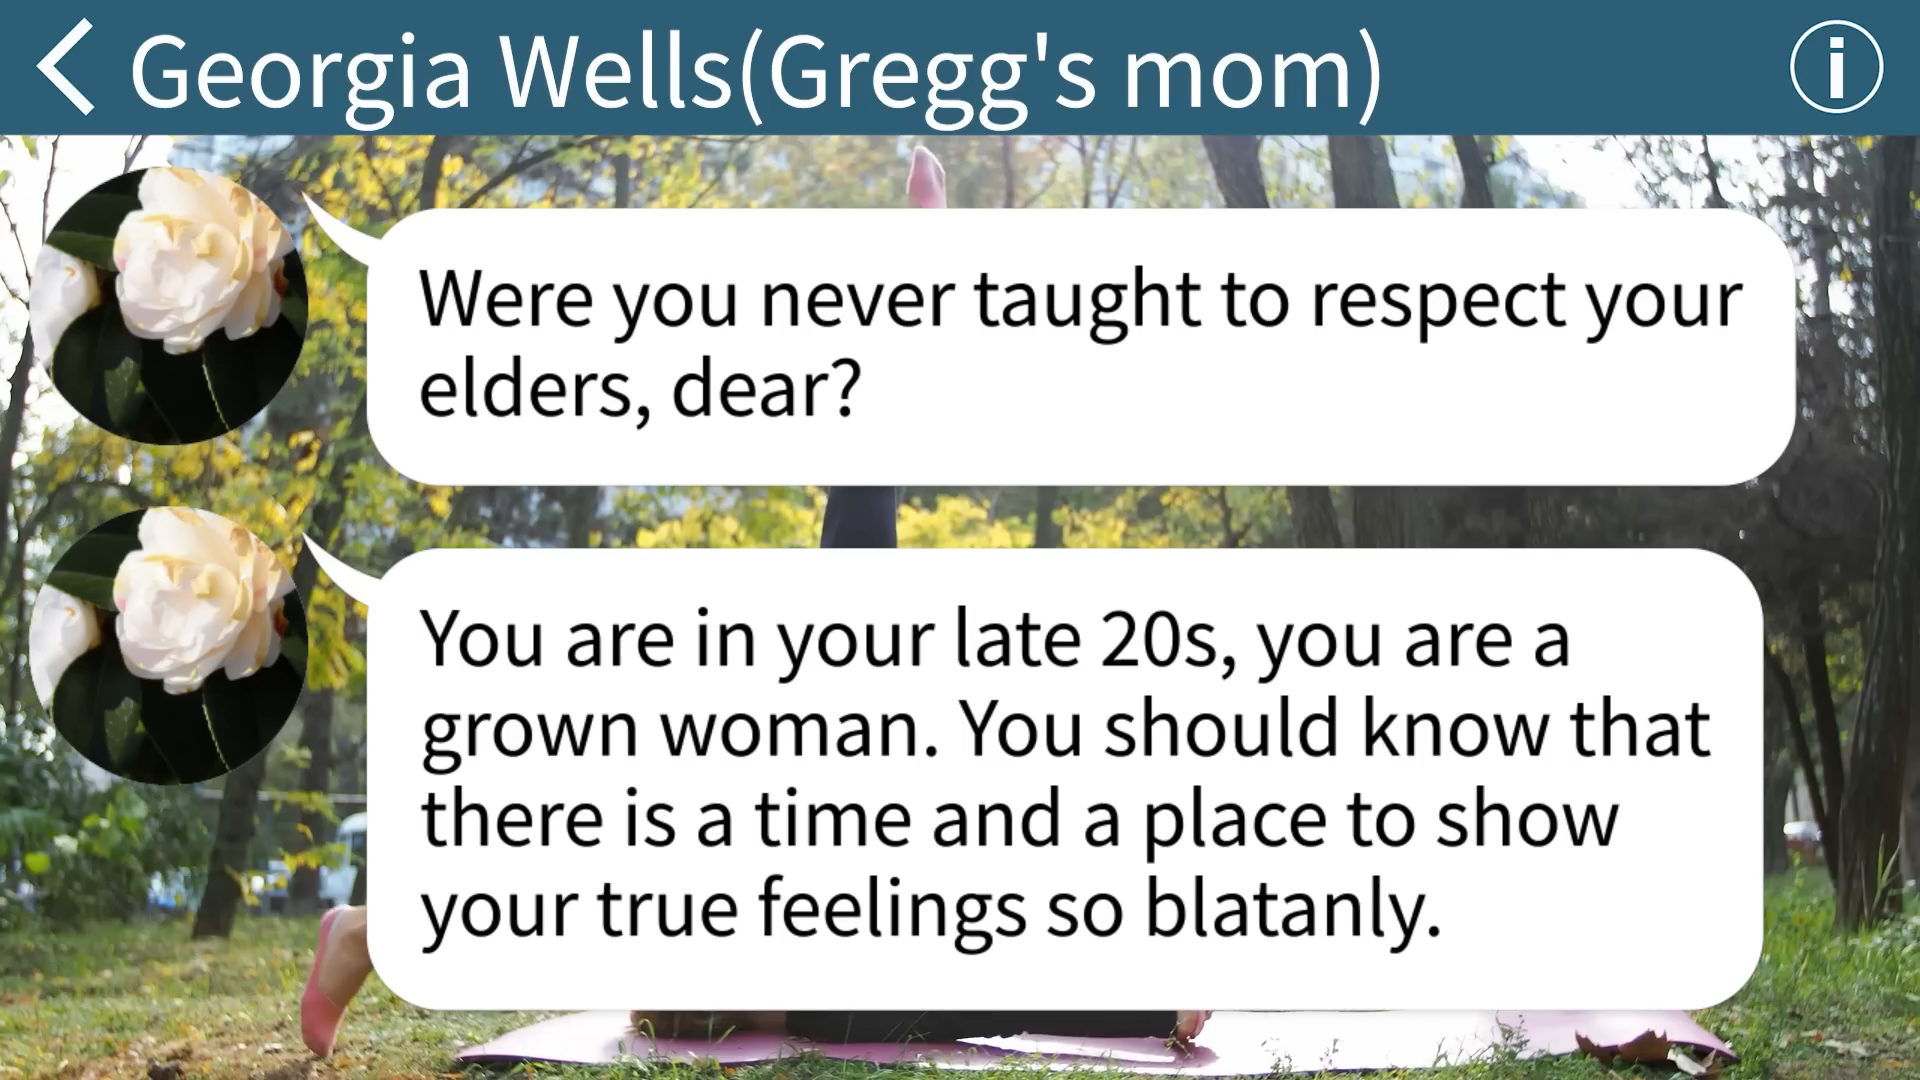 Georgia Wells(Gregg's mom)
Were you never taught to respect your
elders, dear?
You are in your late 20s, you are a
grown woman. You should know that
there is a time and a place to show
your true feelings so blatanly.